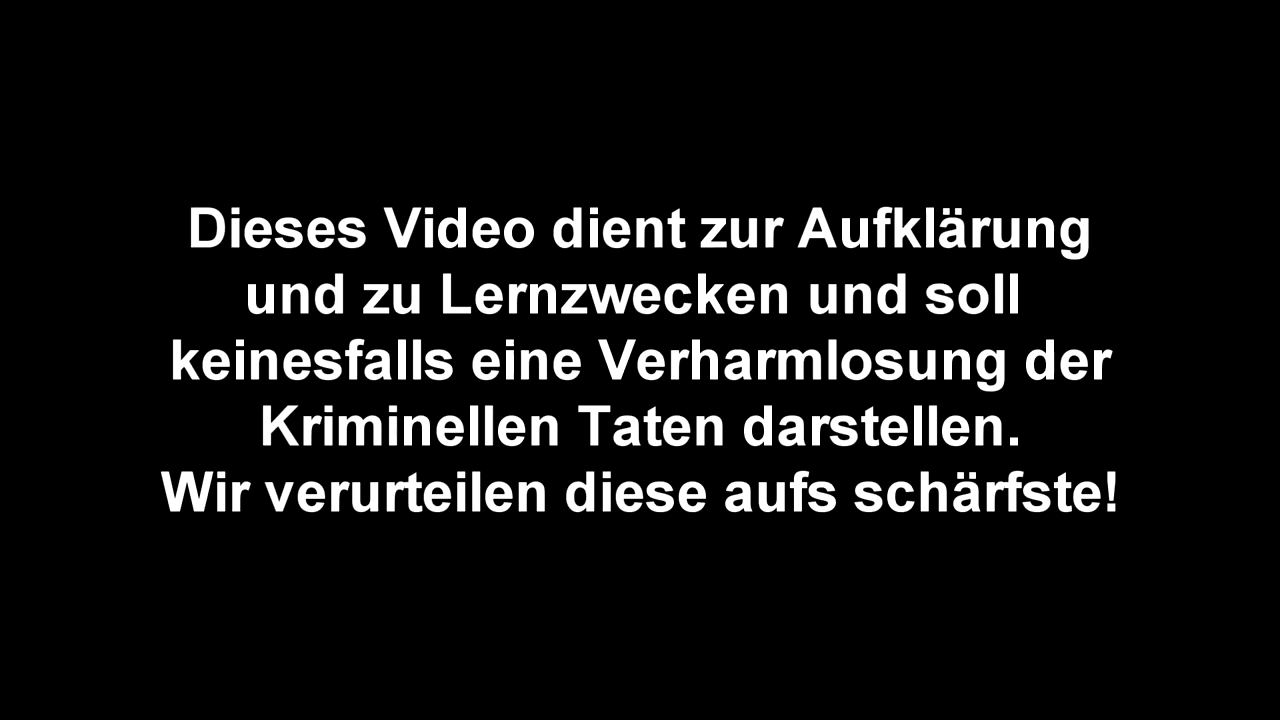 Dieses Video dient zur Aufklärung
und zu Lernzwecken und soll
keinesfalls eine Verharmlosung der
Kriminellen Taten darstellen.
Wir verurteilen diese aufs schärfste!